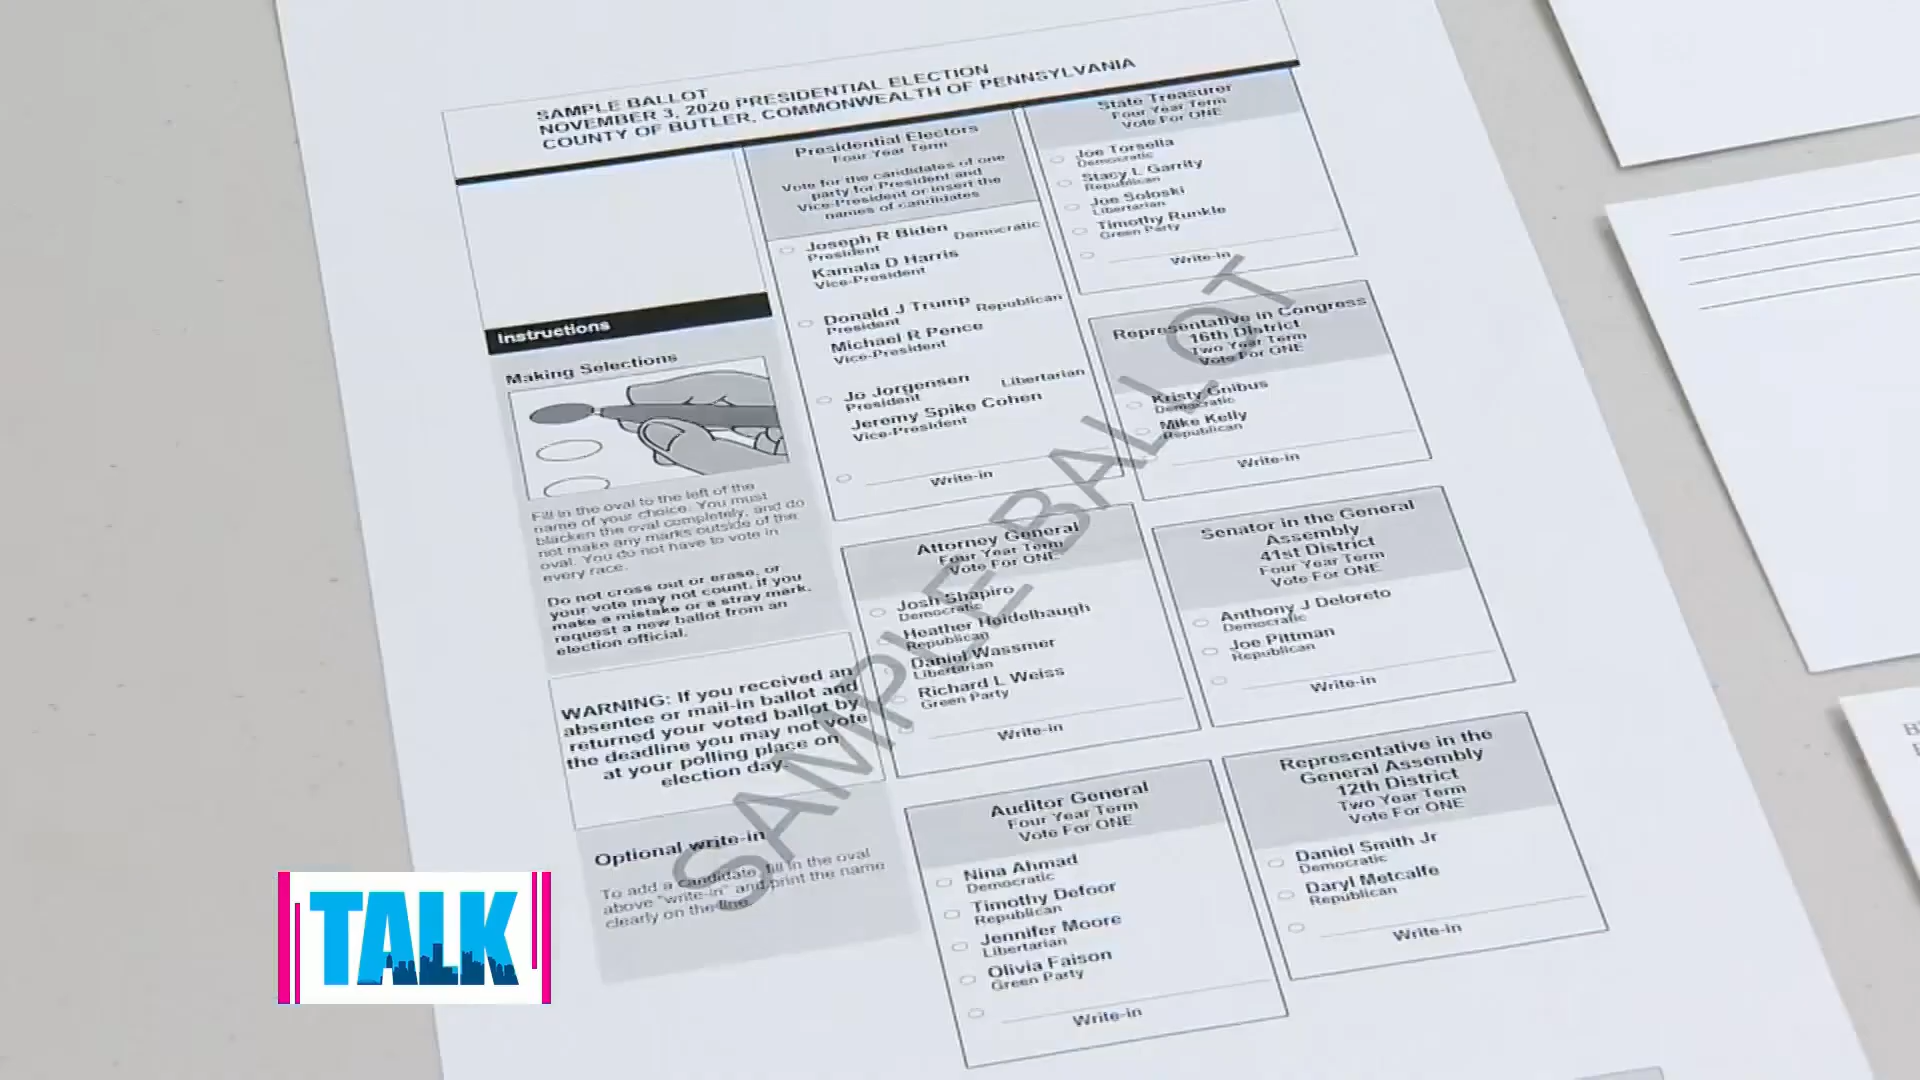 SAMPLE BALLOT
NOVEMBER 3, 2020 PRESIDENTIAL ELECTION
COUNTY OF BUTLER, COMMONWEALTH OF PENNSYLVANIA
Instructions
Making Selections
Fill in the oval to the left of the
name of your choice. You must
blacken the oval completely, and do
not make any marks outside of the
oval. You do not have to vote in
every race.
Do not cross out or erase, or
your vote may not count. If you
make a mistake or a stray mark,
request a new ballot from an
election official.
WARNING: If you received an
absentee or mail-in ballot and
returned your voted ballot by
the deadline you may not vote
at your polling place on
election day.
Optional write-in
To add a candidate, fill in the oval
above "write-in" and print the name
clearly on the line.
Presidential Electors
Four Year Term
Vote for the candidates of one
party for President and
Vice-President or insert the
names of candidates
Joseph R Biden
President
Democratic
Kamala D Harris
Vice-President
Donald J Trump
President
Republican
Michael R Pence
Vice-President
Jo Jorgensen
President
Libertarian
Jeremy Spike Cohen
Vice-President
Write-in
Attorney General
Four Year Term
Vote For ONE
Josh Shapiro
Democratic
Heather Heidelbaugh
Republican
Daniel Wassmer
Libertarian
Richard L Weiss
Green Party
Write-in
Auditor General
Four Year Term
Vote For ONE
Nina Ahmad
Democratic
Timothy Defoor
Republican
Jennifer Moore
Libertarian
Olivia Faison
Green Party
Write-in
State Treasurer
Four Year Term
Vote For ONE
Joe Torsella
Democratic
Stacy L Garrity
Republican
Joe Soloski
Libertarian
Timothy Runkle
Green Party
Write-in
Representative in Congress
16th District
Two Year Term
Vote For ONE
Kristy Gnibus
Democratic
Mike Kelly
Republican
Write-in
Senator in the General
Assembly
41st District
Four Year Term
Vote For ONE
Anthony J Deloreto
Democratic
Joe Pittman
Republican
Write-in
Representative in the
General Assembly
12th District
Two Year Term
Vote For ONE
Daniel Smith Jr
Democratic
Daryl Metcalfe
Republican
Write-in
SAMPLE BALLOT
TALK